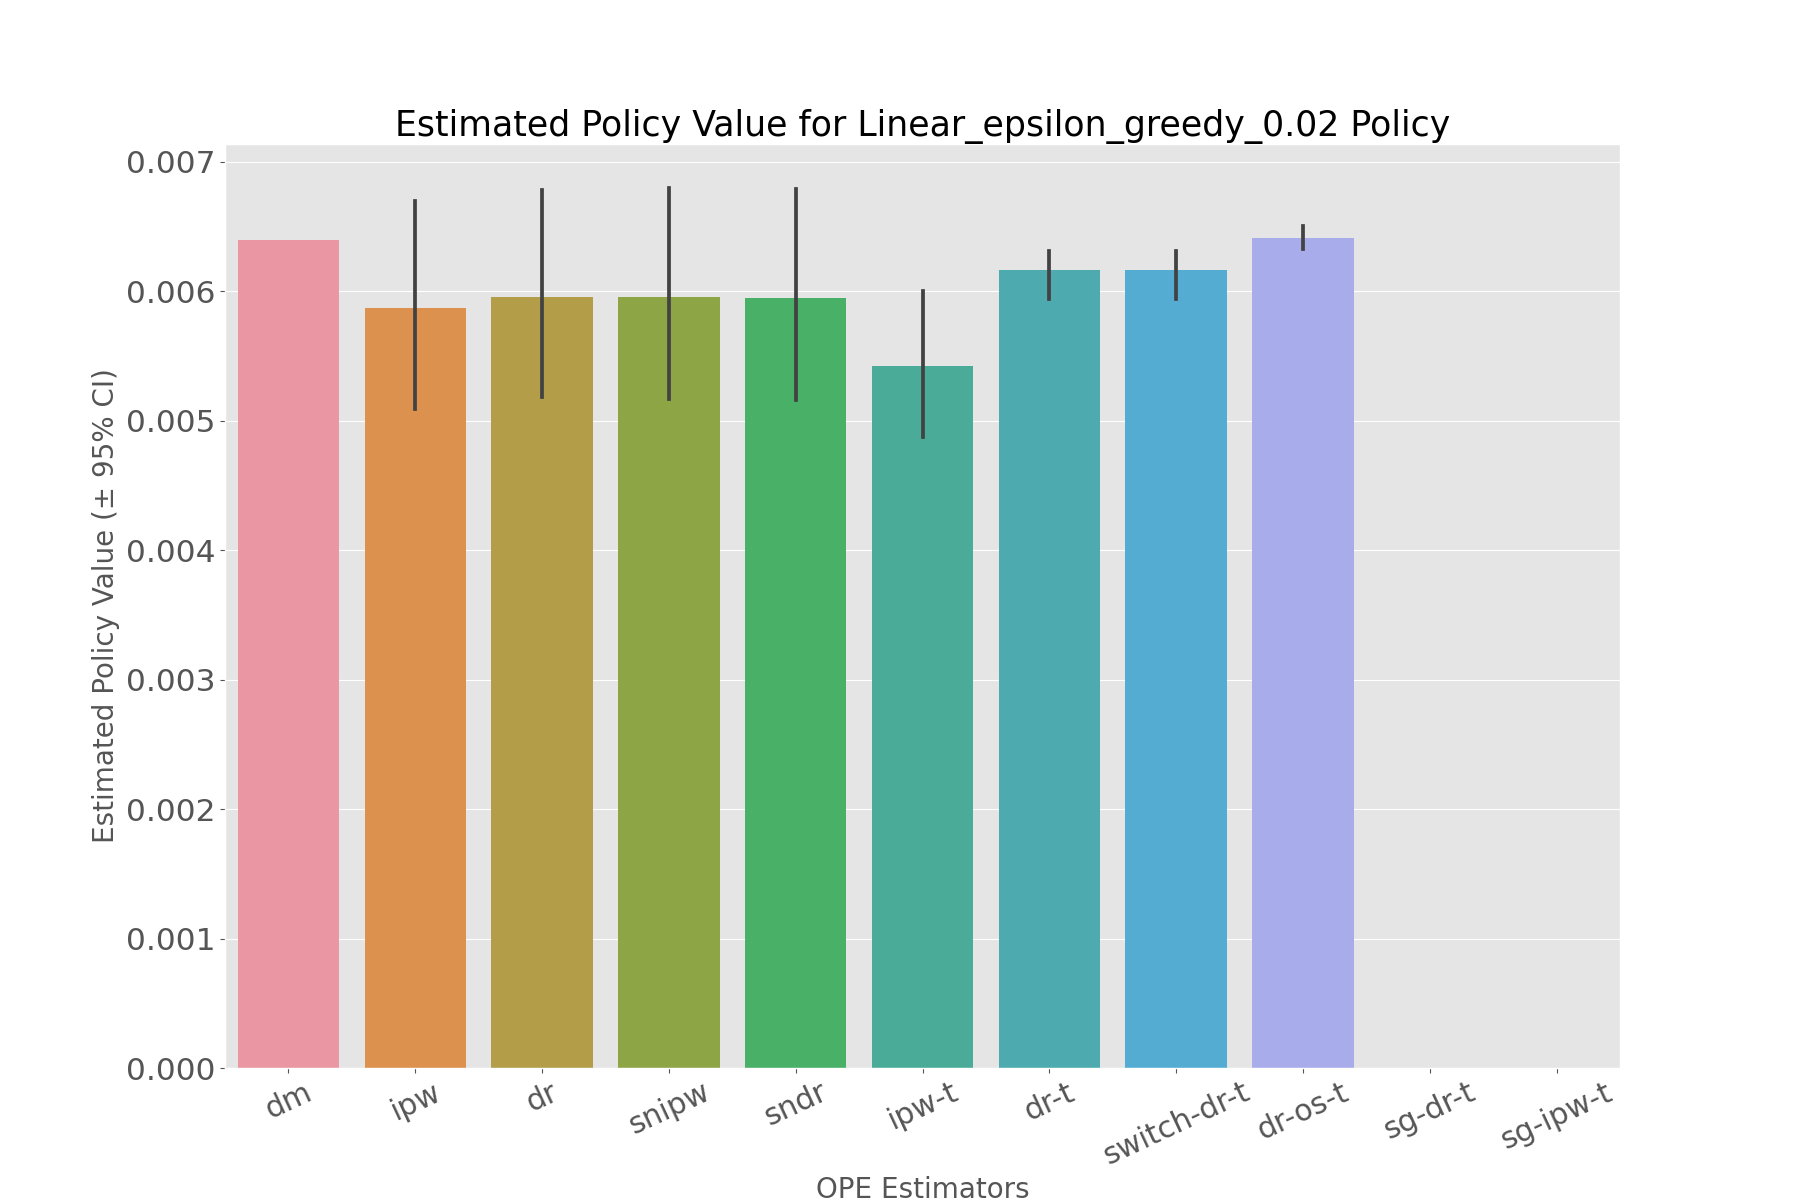 Estimated Policy Value for Linear_epsilon_greedy_0.02 Policy
Estimated Policy Value (± 95% CI)
0.007
0.006
0.005
0.004
0.003
0.002
0.001
0.000
dm
ipw
dr
snipw
sndr
ipw-t
dr-t
switch-dr-t
dr-os-t
sg-dr-t
sg-ipw-t
OPE Estimators